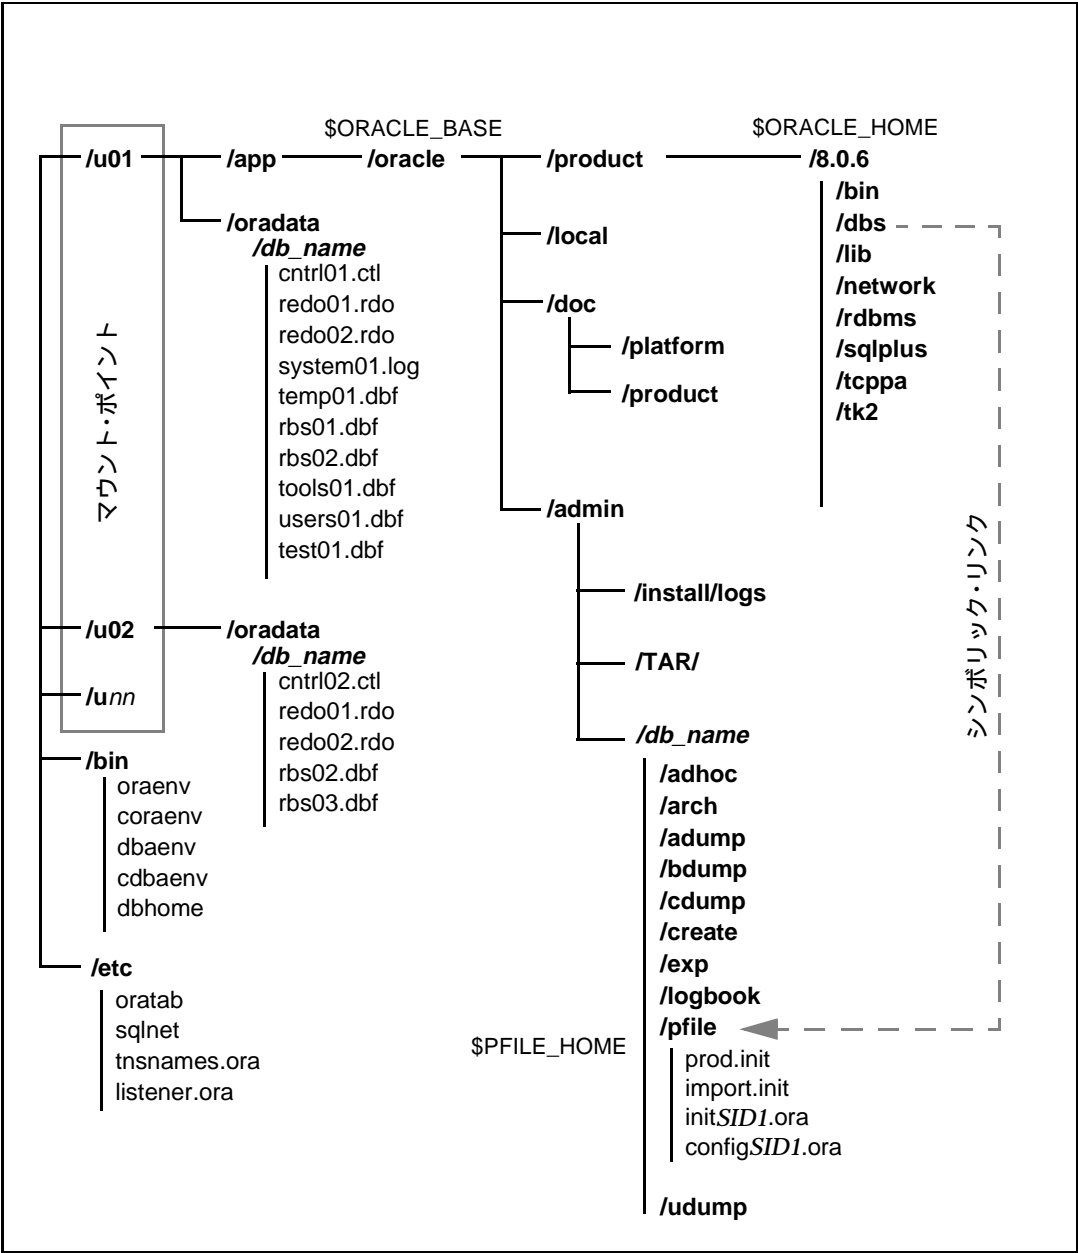 $ORACLE_BASE
$ORACLE_HOME
/u01
/app
/oracle
/product
/8.0.6
/bin
/dbs
/lib
/network
/rdbms
/sqlplus
/tcppa
/tk2
/local
/doc
/platform
/product
/oradata
/db_name
cntrl01.ctl
redo01.rdo
redo02.rdo
system01.log
temp01.dbf
rbs01.dbf
rbs02.dbf
tools01.dbf
users01.dbf
test01.dbf
マウント・ポイント
/admin
/install/logs
/TAR/
/db_name
/adhoc
/arch
/adump
/bdump
/cdump
/create
/exp
/logbook
/pfile
$PFILE_HOME
prod.init
import.init
initSID1.ora
configSID1.ora
/udump
シンボリック・リンク
/u02
/oradata
/db_name
cntrl02.ctl
redo01.rdo
redo02.rdo
rbs02.dbf
rbs03.dbf
/unn
/bin
oraenv
coraenv
dbaenv
cdbaenv
dbhome
/etc
oratab
sqlnet
tnsnames.ora
listener.ora